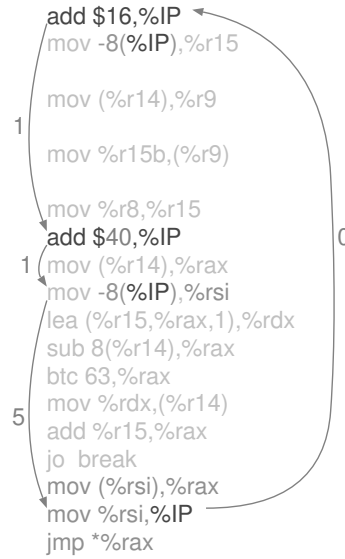 add $16,%IP
mov -8(%IP),%r15
mov (%r14),%r9
1
mov %r15b,(%r9)
mov %r8,%r15
add $40,%IP
0
1
mov (%r14),%rax
mov -8(%IP),%rsi
lea (%r15,%rax,1),%rdx
sub 8(%r14),%rax
btc 63,%rax
mov %rdx,(%r14)
5
add %r15,%rax
jo break
mov (%rsi),%rax
mov %rsi,%IP
jmp *%rax